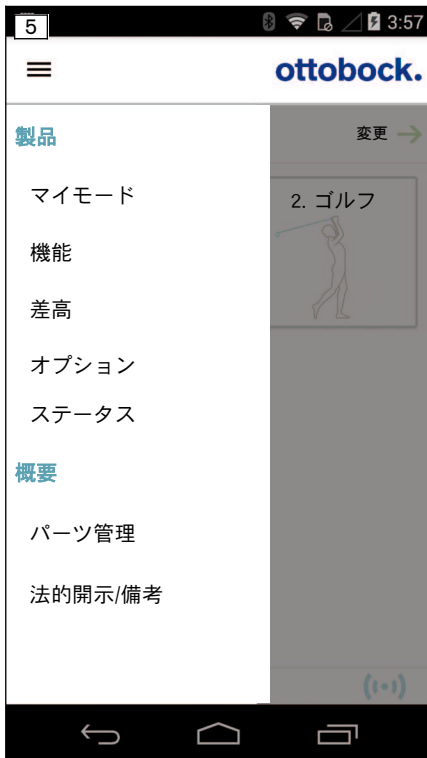 5
3:57
ottobock.
製品
変更
マイモード
2. ゴルフ
機能
差高
オプション
ステータス
概要
パーツ管理
法的開示/備考